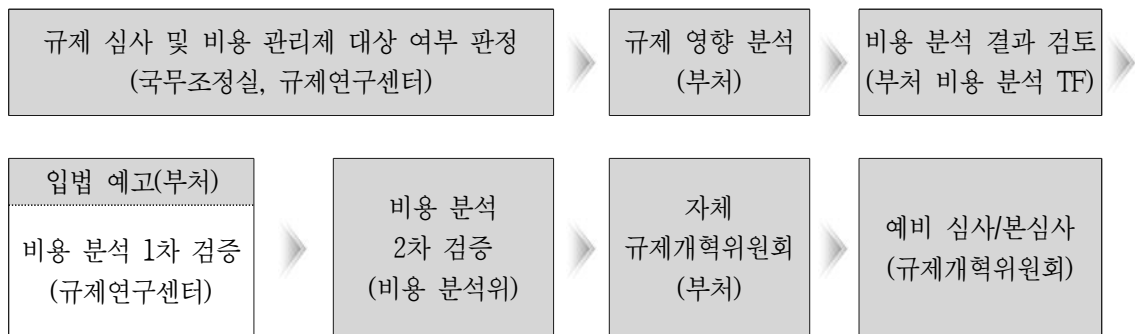 규제 심사 및 비용 관리제 대상 여부 판정
(국무조정실, 규제연구센터)
규제 영향 분석
(부처)
비용 분석 결과 검토
(부처 비용 분석 TF)
입법 예고(부처)
비용 분석 1차 검증
(규제연구센터)
비용 분석
2차 검증
(비용 분석위)
자체
규제개혁위원회
(부처)
예비 심사/본심사
(규제개혁위원회)